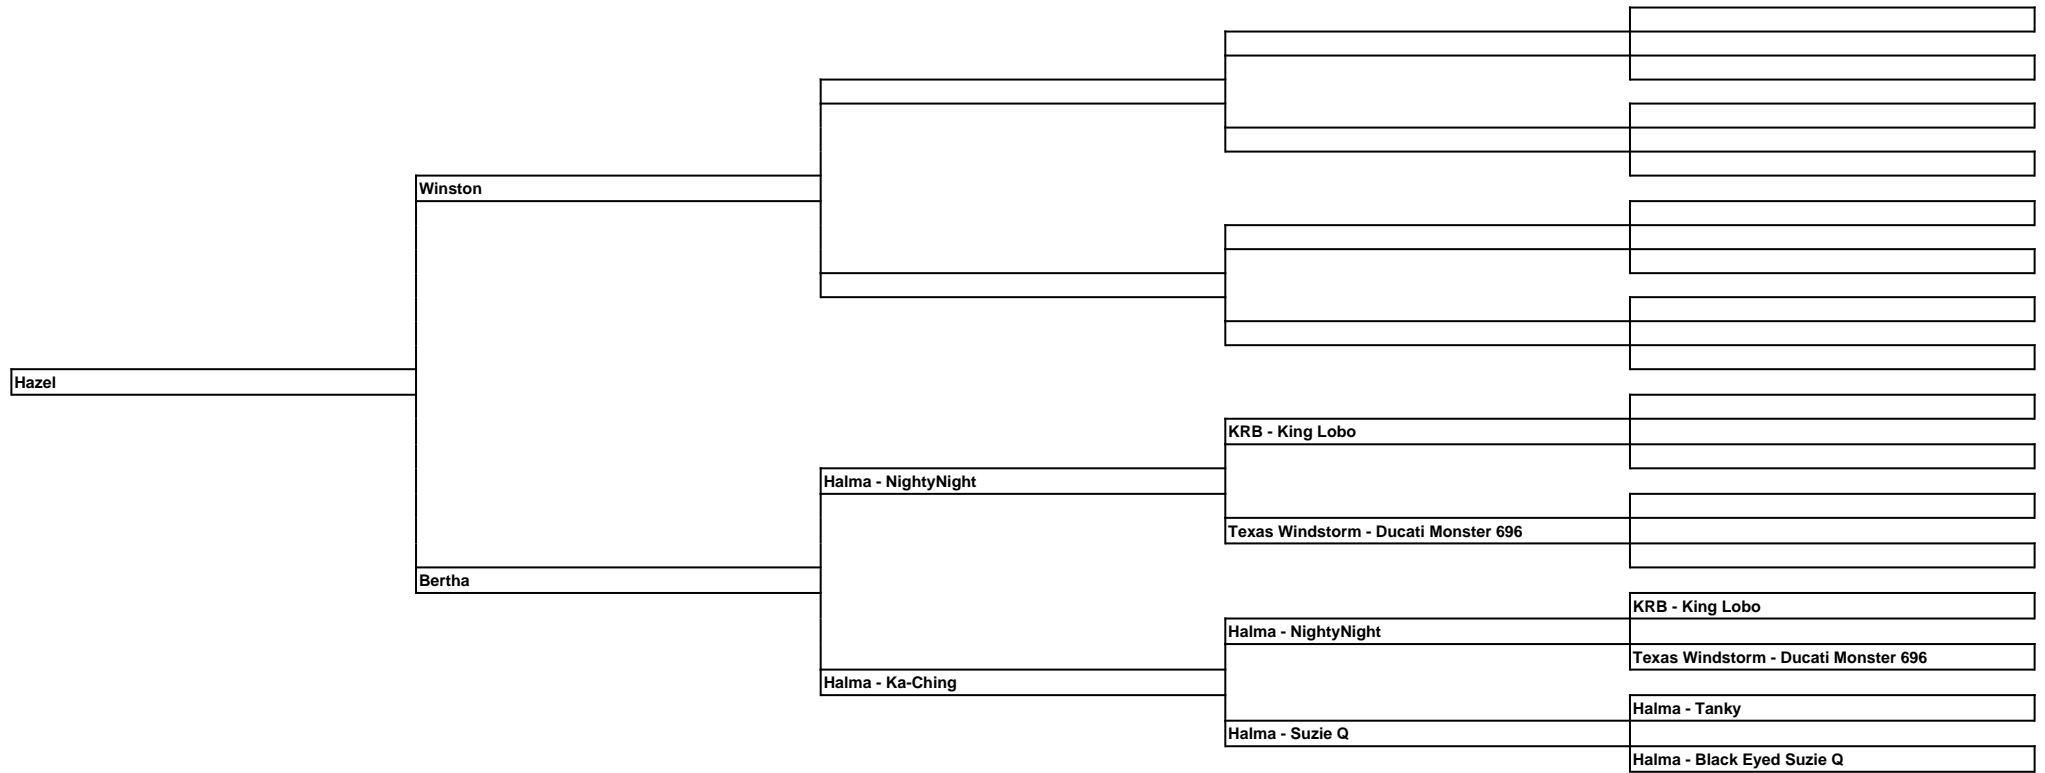 Winston
Hazel
KRB - King Lobo
Halma - NightyNight
Texas Windstorm - Ducati Monster 696
Bertha
KRB - King Lobo
Halma - NightyNight
Texas Windstorm - Ducati Monster 696
Halma - Ka-Ching
Halma - Tanky
Halma - Suzie Q
Halma - Black Eyed Suzie Q